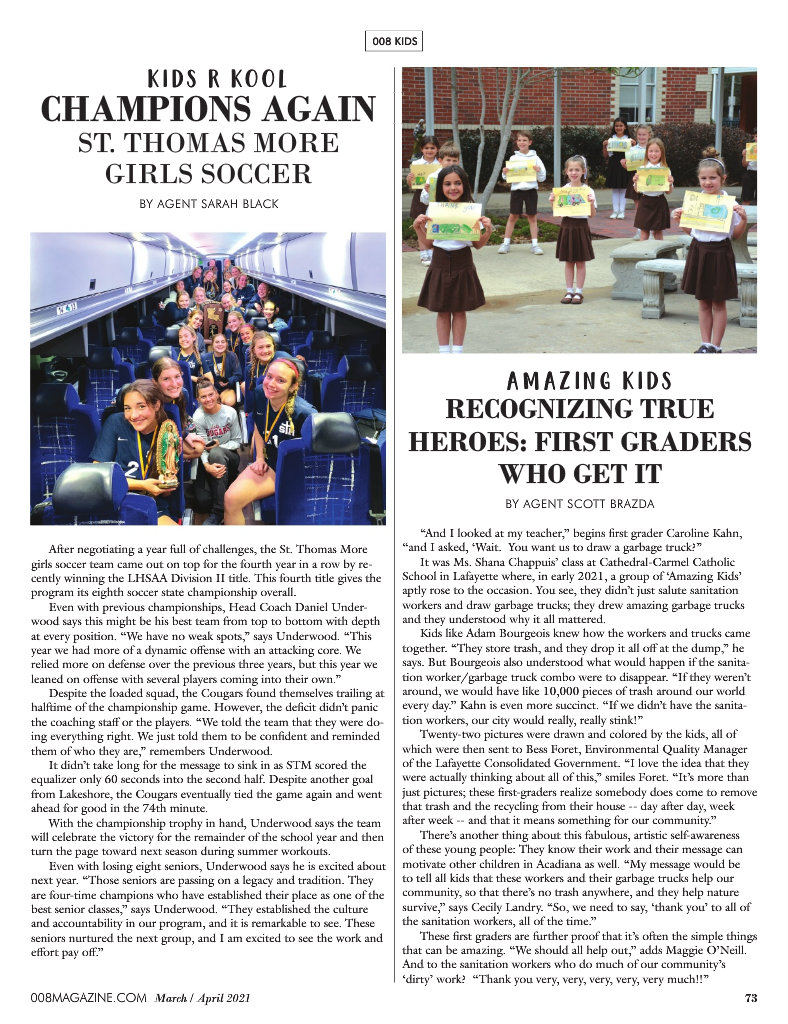 008 KIDS
KIDS R KOOL
CHAMPIONS AGAIN
ST. THOMAS MORE
GIRLS SOCCER
BY AGENT SARAH BLACK
After negotiating a year full of challenges, the St. Thomas More
girls soccer team came out on top for the fourth year in a row by re-
cently winning the LHSAA Division II title. This fourth title gives the
program its eighth soccer state championship overall.
Even with previous championships, Head Coach Daniel Under-
wood says this might be his best team from top to bottom with depth
at every position. “We have no weak spots,” says Underwood. “This
year we had more of a dynamic offense with an attacking core. We
relied more on defense over the previous three years, but this year we
leaned on offense with several players coming into their own.”
Despite the loaded squad, the Cougars found themselves trailing at
halftime of the championship game. However, the deficit didn’t panic
the coaching staff or the players. “We told the team that they were do-
ing everything right. We just told them to be confident and reminded
them of who they are,” remembers Underwood.
It didn’t take long for the message to sink in as STM scored the
equalizer only 60 seconds into the second half. Despite another goal
from Lakeshore, the Cougars eventually tied the game again and went
ahead for good in the 74th minute.
With the championship trophy in hand, Underwood says the team
will celebrate the victory for the remainder of the school year and then
turn the page toward next season during summer workouts.
Even with losing eight seniors, Underwood says he is excited about
next year. “Those seniors are passing on a legacy and tradition. They
are four-time champions who have established their place as one of the
best senior classes,” says Underwood. “They established the culture
and accountability in our program, and it is remarkable to see. These
seniors nurtured the next group, and I am excited to see the work and
effort pay off.”
THANK YOU
AMAZING KIDS
RECOGNIZING TRUE
HEROES: FIRST GRADERS
WHO GET IT
BY AGENT SCOTT BRAZDA
“And I looked at my teacher,” begins first grader Caroline Kahn,
“and I asked, ‘Wait.  You want us to draw a garbage truck?”
It was Ms. Shana Chappuis’ class at Cathedral-Carmel Catholic
School in Lafayette where, in early 2021, a group of ‘Amazing Kids’
aptly rose to the occasion. You see, they didn’t just salute sanitation
workers and draw garbage trucks; they drew amazing garbage trucks
and they understood why it all mattered.
Kids like Adam Bourgeois knew how the workers and trucks came
together. “They store trash, and they drop it all off at the dump,” he
says. But Bourgeois also understood what would happen if the sanita-
tion worker/garbage truck combo were to disappear. “If they weren’t
around, we would have like 10,000 pieces of trash around our world
every day.” Kahn is even more succinct. “If we didn’t have the sanita-
tion workers, our city would really, really stink!”
Twenty-two pictures were drawn and colored by the kids, all of
which were then sent to Bess Foret, Environmental Quality Manager
of the Lafayette Consolidated Government. “I love the idea that they
were actually thinking about all of this,” smiles Foret. “It’s more than
just pictures; these first-graders realize somebody does come to remove
that trash and the recycling from their house -- day after day, week
after week -- and that it means something for our community.”
There’s another thing about this fabulous, artistic self-awareness
of these young people: They know their work and their message can
motivate other children in Acadiana as well. “My message would be
to tell all kids that these workers and their garbage trucks help our
community, so that there’s no trash anywhere, and they help nature
survive,” says Cecily Landry. “So, we need to say, ‘thank you’ to all of
the sanitation workers, all of the time.”
These first graders are further proof that it’s often the simple things
that can be amazing. “We should all help out,” adds Maggie O’Neill.
And to the sanitation workers who do much of our community’s
‘dirty’ work?  “Thank you very, very, very, very, very much!!”
008MAGAZINE.COM March / April 2021
73